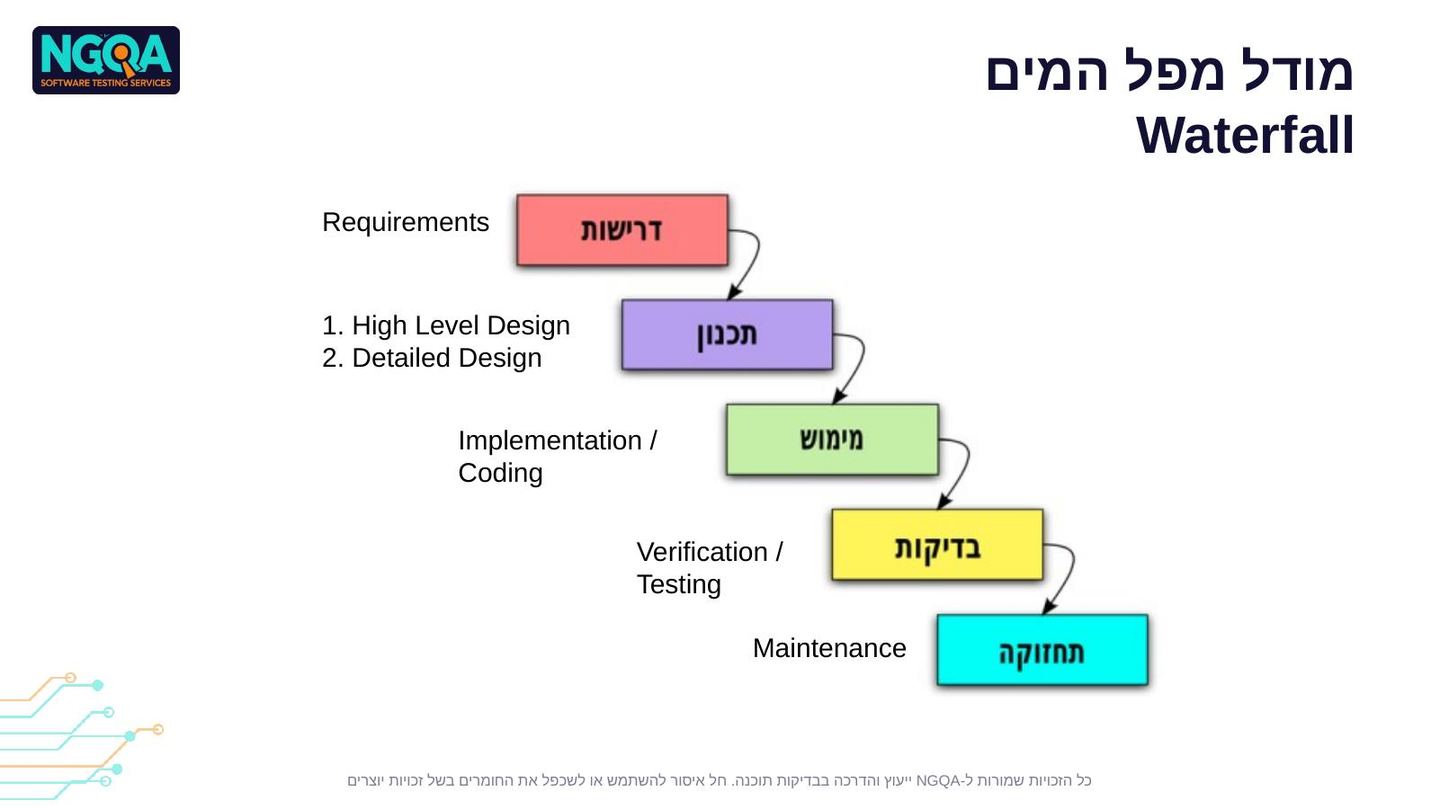 NGQA
SOFTWARE TESTING SERVICES
מודל מפל המים
Waterfall
Requirements
דרישות
1. High Level Design
2. Detailed Design
תכנון
Implementation /
Coding
מימוש
Verification /
Testing
בדיקות
Maintenance
תחזוקה
כל הזכויות שמורות ל-NGQA ייעוץ והדרכה בבדיקות תוכנה. חל איסור להשתמש או לשכפל את החומרים בשל זכויות יוצרים